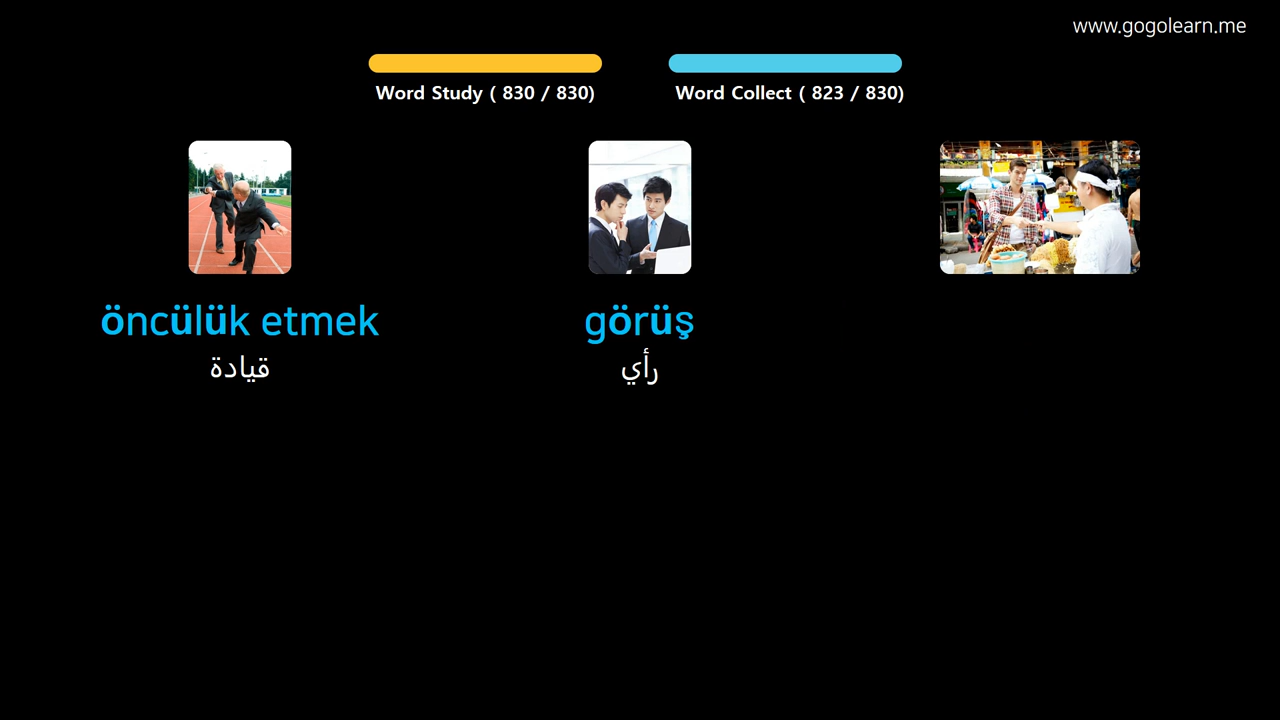 www.gogolearn.me
Word Study ( 830 / 830)
Word Collect ( 823 / 830)
öncülük etmek
قيادة
görüş
رأي